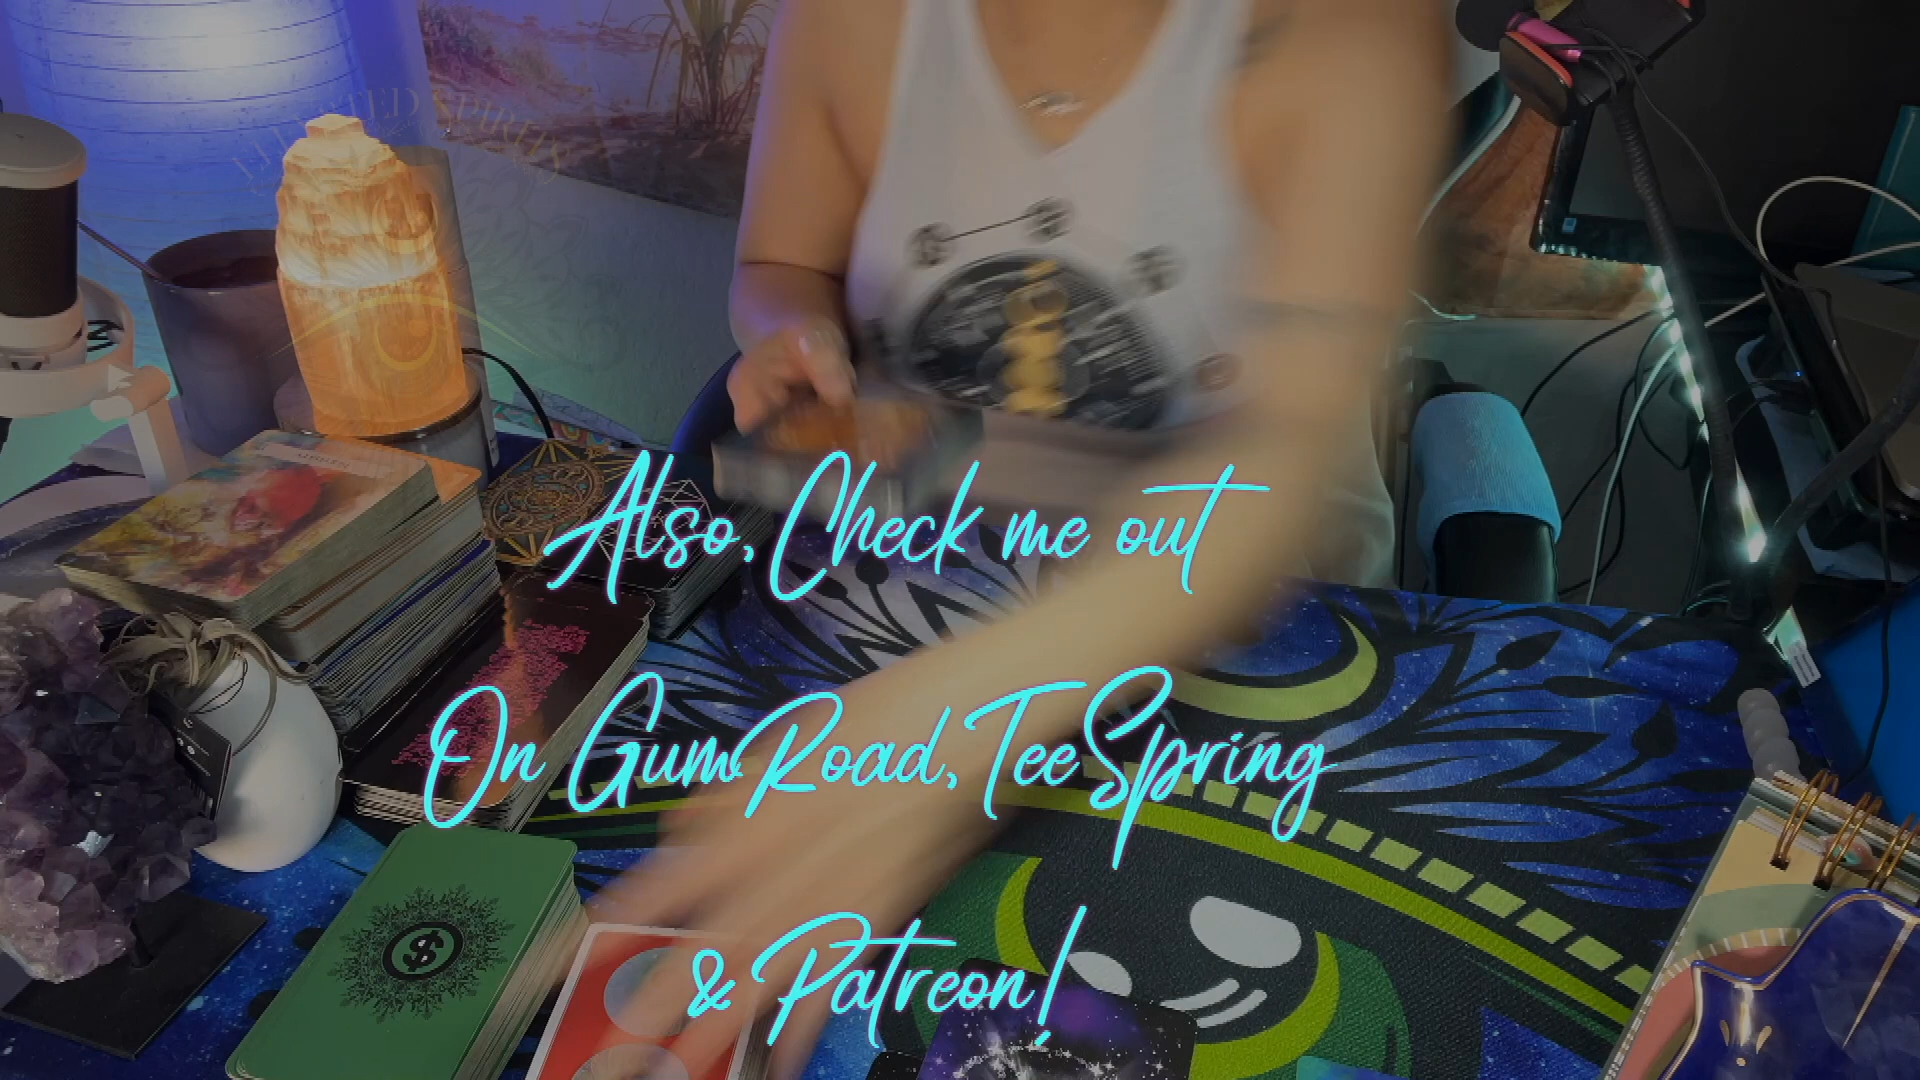 Also, Check me out
On GumRoad, TeeSpring
& Patreon!
$